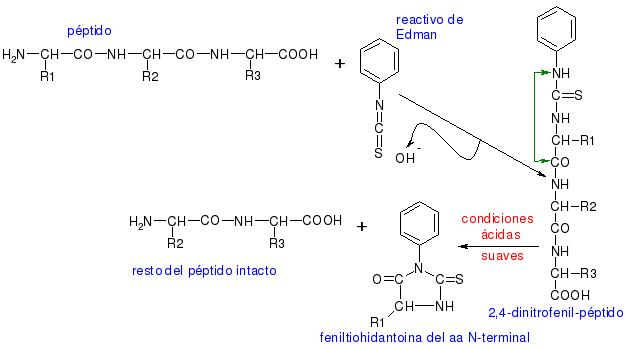 péptido
reactivo de
Edman
H₂N—CH—CO—NH—CH—CO—NH—CH—COOH
R1 R2 R3
+
N
C
S
OH⁻
NH
C=S
NH
CH—R1
CO
NH
CH—R2
CO
NH
CH—R3
COOH
2,4-dinitrofenil-péptido
condiciones
ácidas
suaves
H₂N—CH—CO—NH—CH—COOH
R2 R3
resto del péptido intacto
+
N
O=C C=S
CH NH
R1
feniltiohidantoina del aa N-terminal